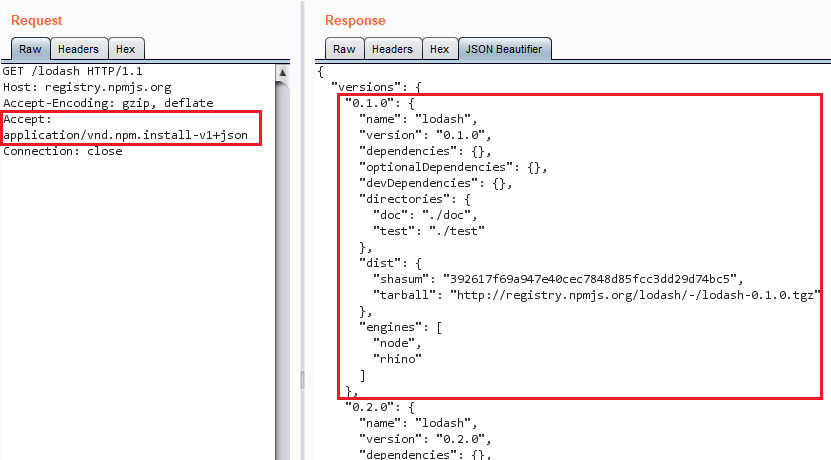 Request
Raw
Headers
Hex
GET /lodash HTTP/1.1
Host: registry.npmjs.org
Accept-Encoding: gzip, deflate
Accept:
application/vnd.npm.install-v1+json
Connection: close
Response
Raw
Headers
Hex
JSON Beautifier
{
"versions": {
"0.1.0": {
"name": "lodash",
"version": "0.1.0",
"dependencies": {},
"optionalDependencies": {},
"devDependencies": {},
"directories": {
"doc": "./doc",
"test": "./test"
},
"dist": {
"shasum": "392617f69a947e40cec7848d85fcc3dd29d74bc5",
"tarball": "http://registry.npmjs.org/lodash/-/lodash-0.1.0.tgz"
},
"engines": [
"node",
"rhino"
]
},
"0.2.0": {
"name": "lodash",
"version": "0.2.0",
"dependencies": {},